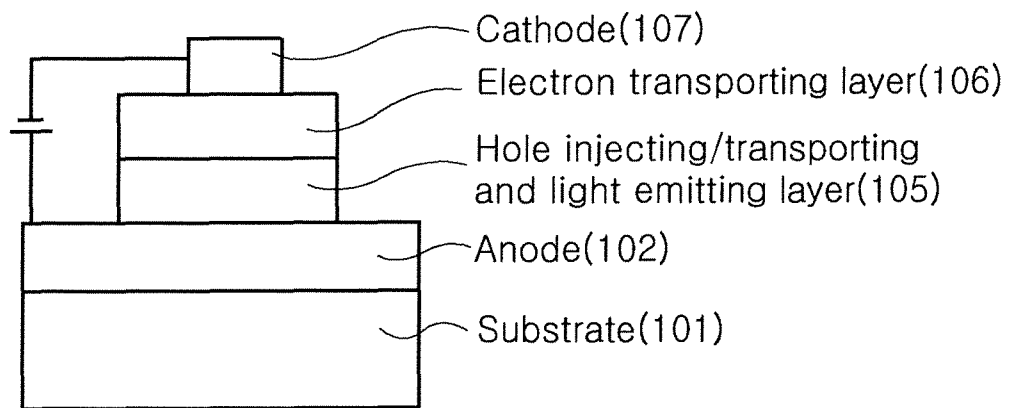 Cathode(107)
Electron transporting layer(106)
Hole injecting/transporting
and light emitting layer(105)
Anode(102)
Substrate(101)